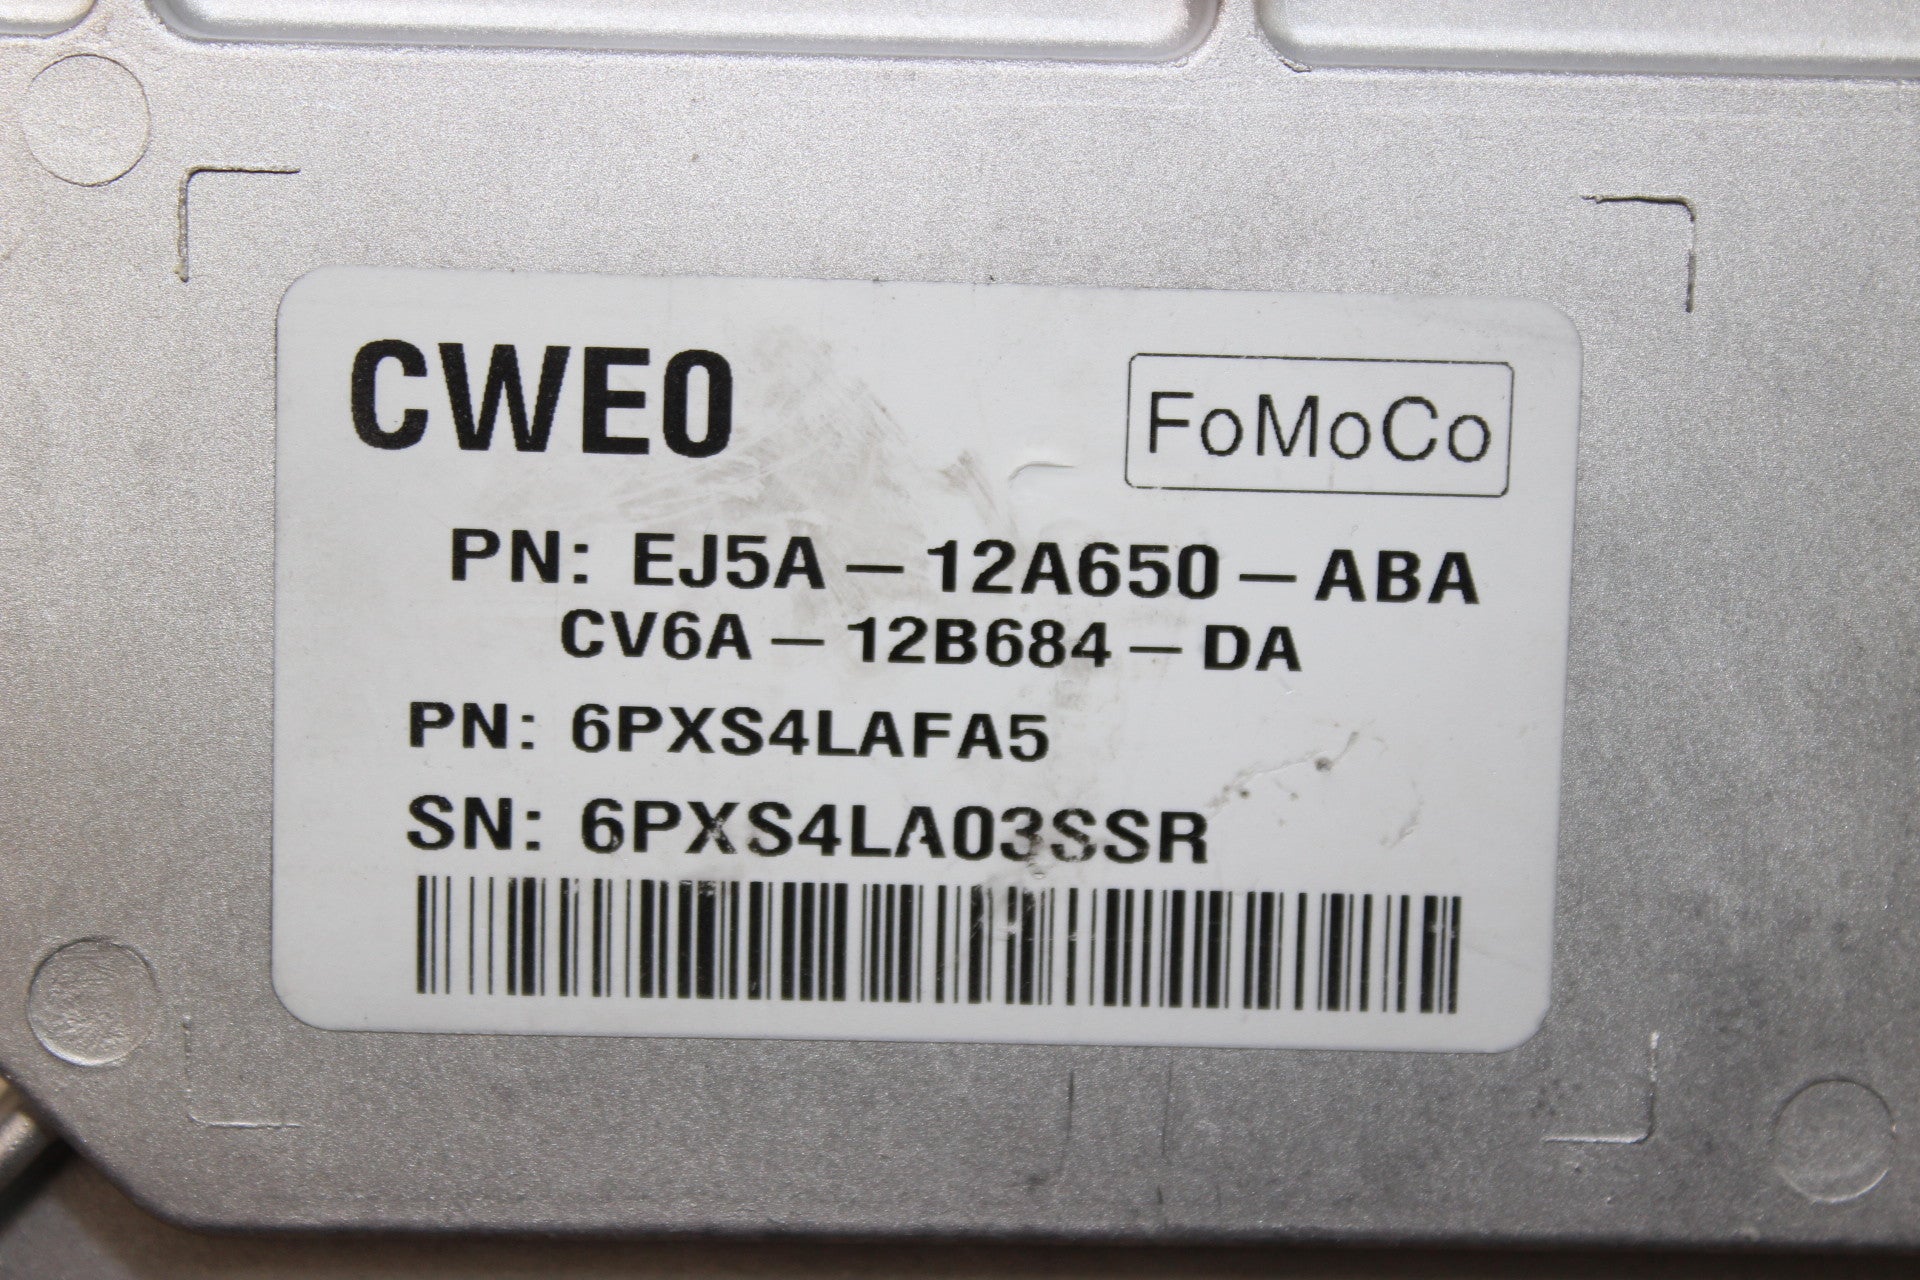 CWE0
FoMoCo
PN: EJ5A-12A650-ABA
CV6A-12B684-DA
PN: 6PXS4LAFA5
SN: 6PXS4LA03SSR